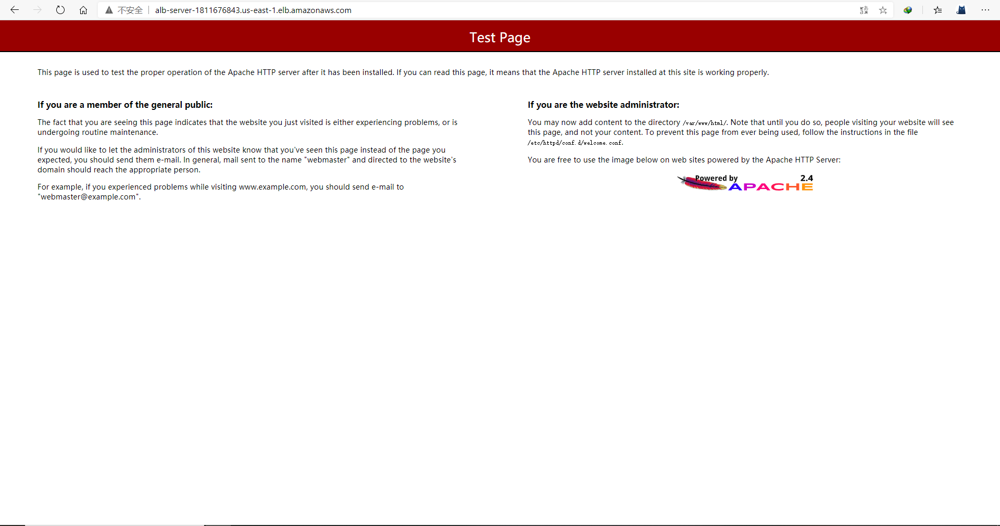 不安全 alb-server-1811676843.us-east-1.elb.amazonaws.com
Test Page
This page is used to test the proper operation of the Apache HTTP server after it has been installed. If you can read this page, it means that the Apache HTTP server installed at this site is working properly.
If you are a member of the general public:
The fact that you are seeing this page indicates that the website you just visited is either experiencing problems, or is
undergoing routine maintenance.
If you would like to let the administrators of this website know that you've seen this page instead of the page you
expected, you should send them e-mail. In general, mail sent to the name "webmaster" and directed to the website's
domain should reach the appropriate person.
For example, if you experienced problems while visiting www.example.com, you should send e-mail to
"webmaster@example.com".
If you are the website administrator:
You may now add content to the directory /var/www/html/. Note that until you do so, people visiting your website will see
this page, and not your content. To prevent this page from ever being used, follow the instructions in the file
/etc/httpd/conf.d/welcome.conf.
You are free to use the image below on web sites powered by the Apache HTTP Server:
Powered by 2.4
APACHE